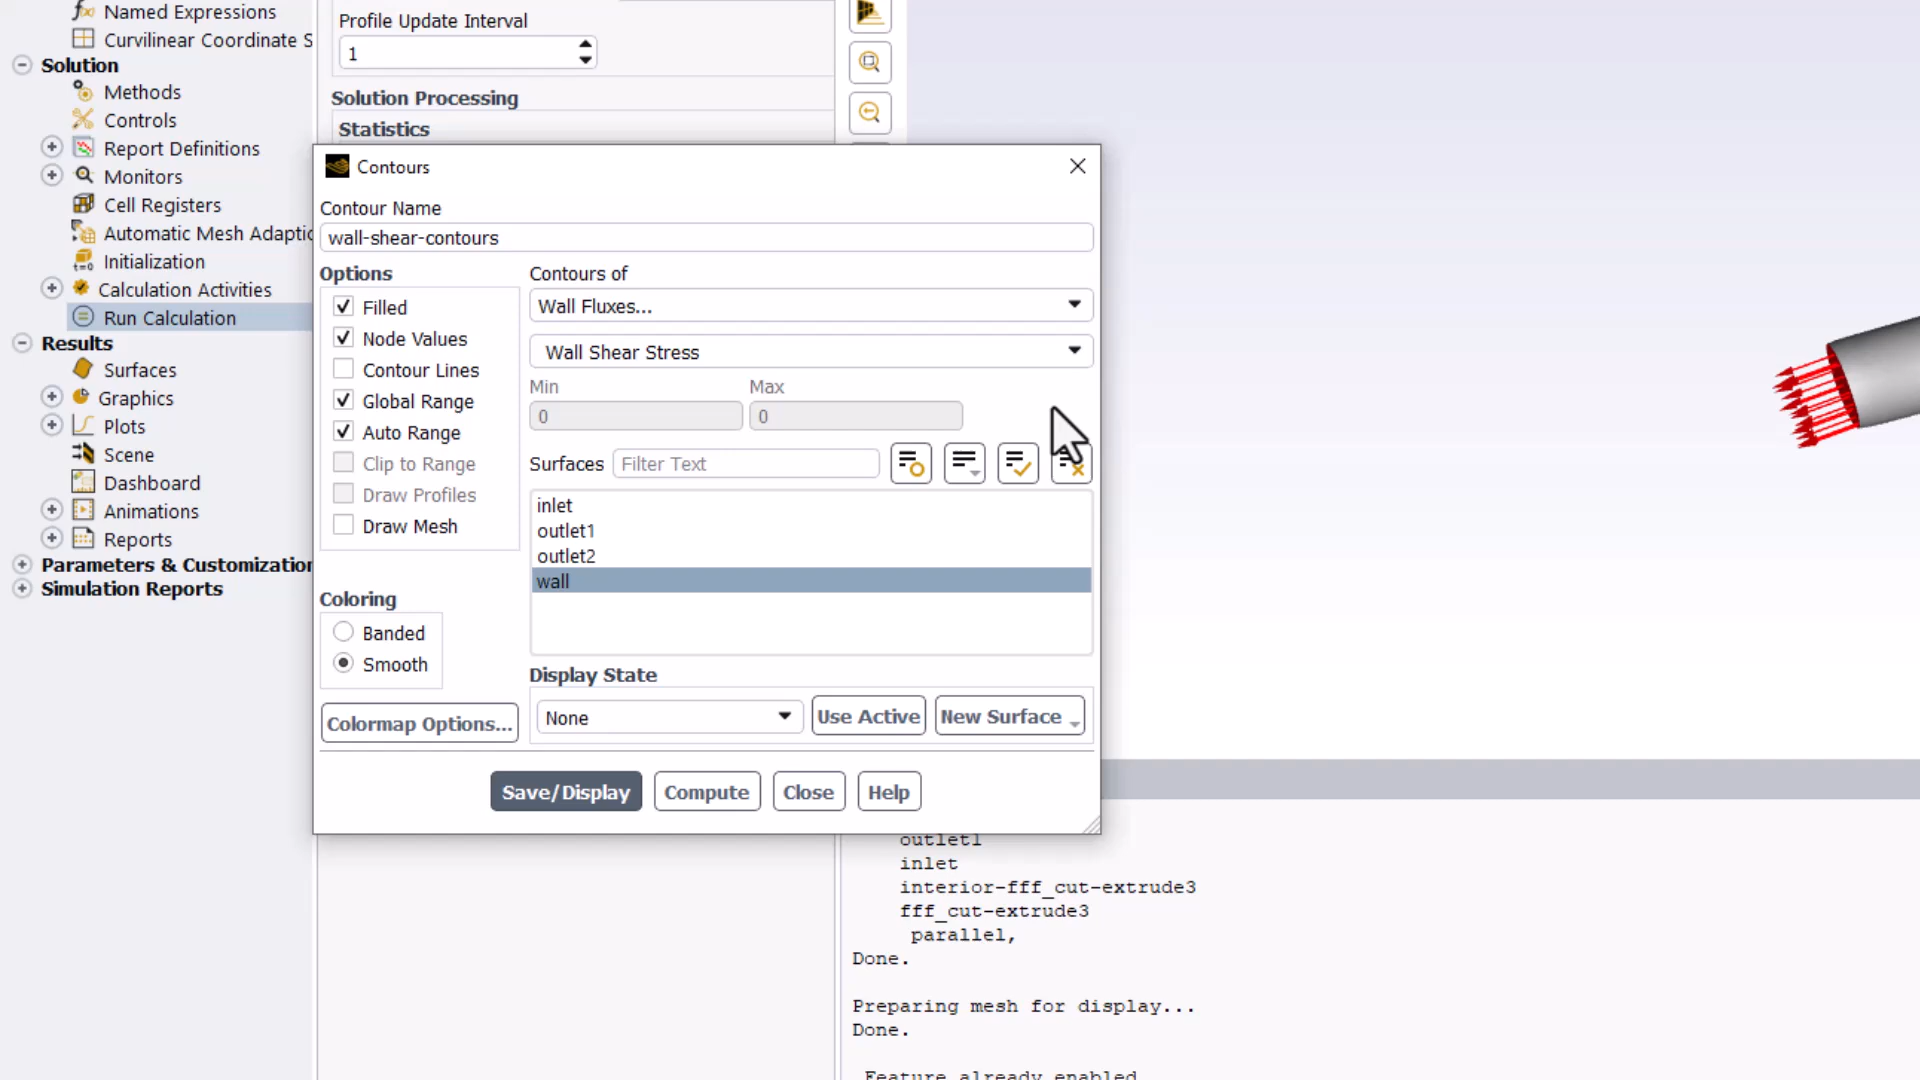 Named Expressions
Curvilinear Coordinate S
Solution
Methods
Controls
Report Definitions
Monitors
Cell Registers
Automatic Mesh Adaptio
Initialization
Calculation Activities
Run Calculation
Results
Surfaces
Graphics
Plots
Scene
Dashboard
Animations
Reports
Parameters & Customization
Simulation Reports
Profile Update Interval
1
Solution Processing
Statistics
Contours
Contour Name
wall-shear-contours
Options
Filled
Node Values
Contour Lines
Global Range
Auto Range
Clip to Range
Draw Profiles
Draw Mesh
Coloring
Banded
Smooth
Colormap Options...
Contours of
Wall Fluxes...
Wall Shear Stress
Min Max
0 0
Surfaces Filter Text
inlet
outlet1
outlet2
wall
Display State
None Use Active New Surface
Save/Display Compute Close Help
outlet1
inlet
interior-fff_cut-extrude3
fff_cut-extrude3
parallel,
Done.
Preparing mesh for display...
Done.
Feature already enabled